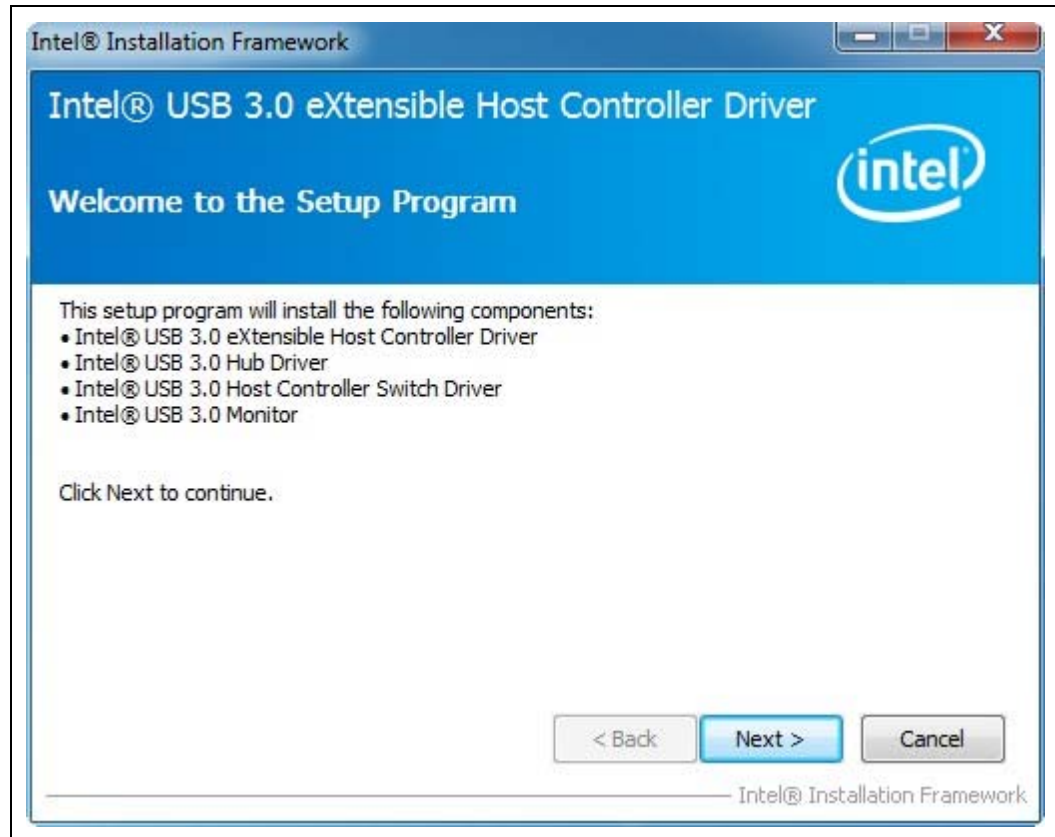 Intel® Installation Framework
Intel® USB 3.0 eXtensible Host Controller Driver
intel
Welcome to the Setup Program
This setup program will install the following components:
• Intel® USB 3.0 eXtensible Host Controller Driver
• Intel® USB 3.0 Hub Driver
• Intel® USB 3.0 Host Controller Switch Driver
• Intel® USB 3.0 Monitor
Click Next to continue.
< Back
Next >
Cancel
Intel® Installation Framework